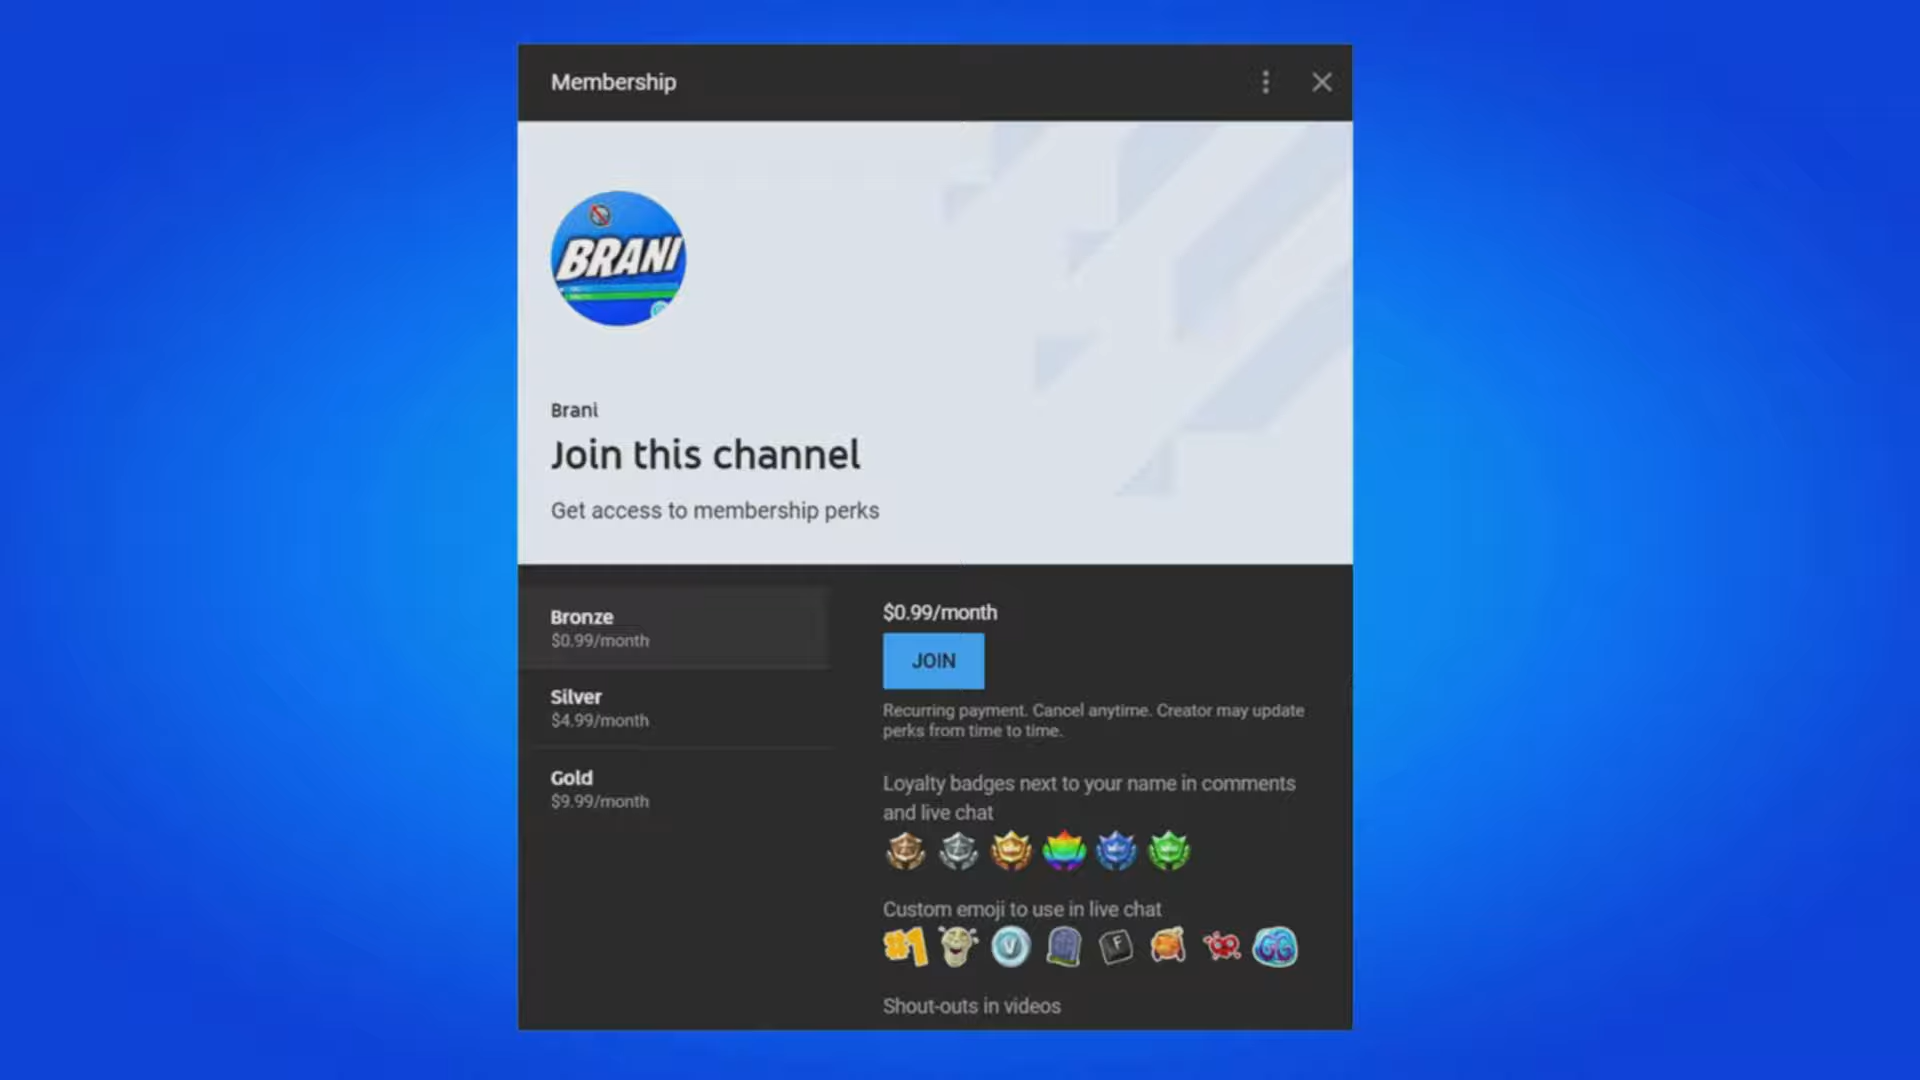 Membership
BRANI
Brani
Join this channel
Get access to membership perks
Bronze
$0.99/month
Silver
$4.99/month
Gold
$9.99/month
$0.99/month
JOIN
Recurring payment. Cancel anytime. Creator may update
perks from time to time.
Loyalty badges next to your name in comments
and live chat
Custom emoji to use in live chat
#1 V F GG
Shout-outs in videos